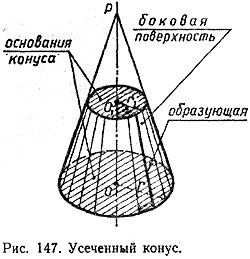 P
боковая
поверхность
основания
конуса
образующая
Рис. 147. Усеченный конус.